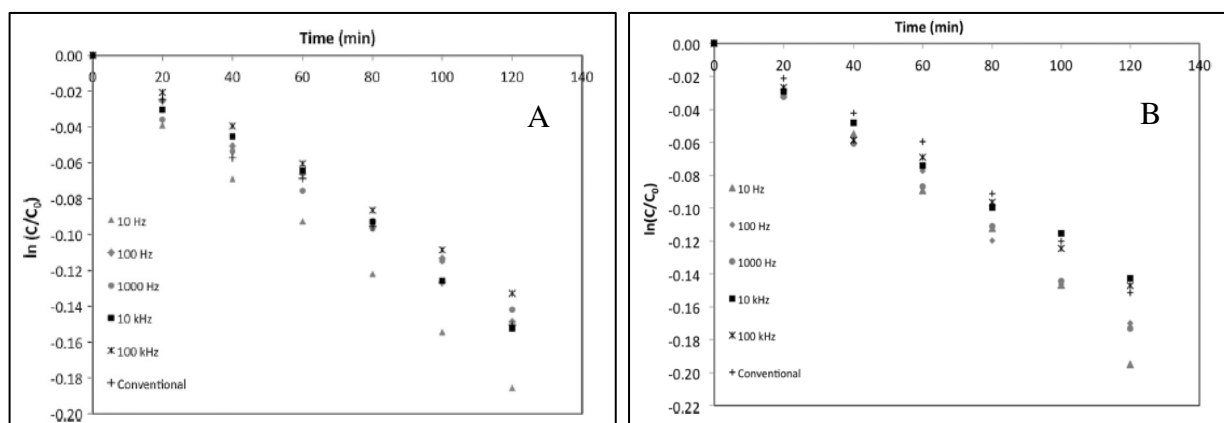 Time (min)
0.00
0 20 40 60 80 100 120 140
-0.02
-0.04
-0.06
-0.08
-0.10
-0.12
-0.14
-0.16
-0.18
-0.20
ln (C/C0)
A
10 Hz
100 Hz
1000 Hz
10 kHz
100 kHz
Conventional
Time (min)
0.00
0 20 40 60 80 100 120 140
-0.02
-0.04
-0.06
-0.08
-0.10
-0.12
-0.14
-0.16
-0.18
-0.20
-0.22
ln(C/C0)
B
10 Hz
100 Hz
1000 Hz
10 kHz
100 kHz
Conventional